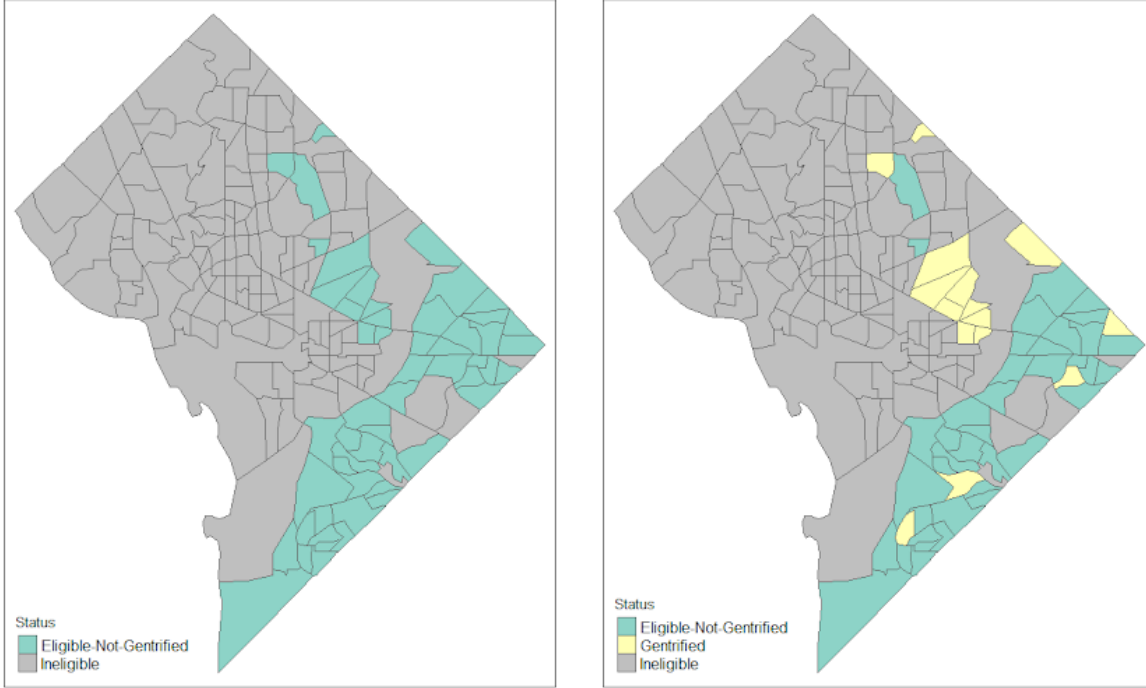 Status
Eligible-Not-Gentrified
Ineligible
Status
Eligible-Not-Gentrified
Gentrified
Ineligible